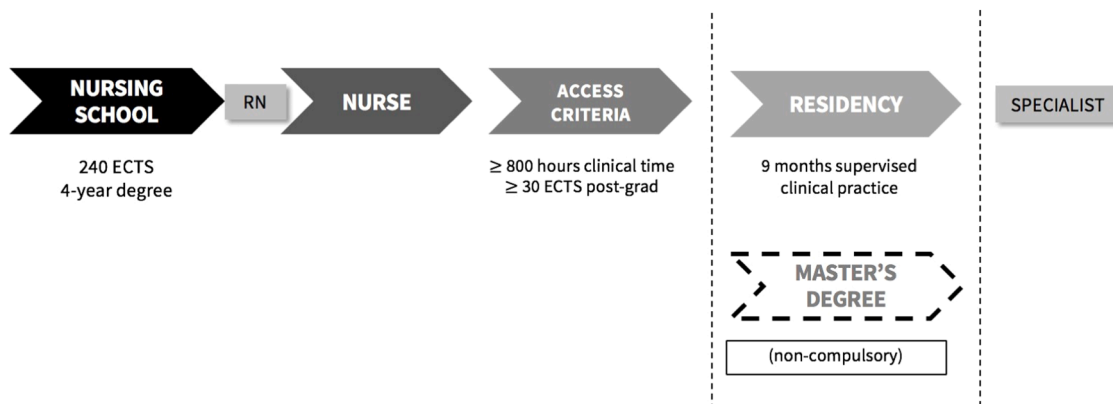 NURSING
SCHOOL
RN
NURSE
ACCESS
CRITERIA
RESIDENCY
SPECIALIST
240 ECTS
4-year degree
≥ 800 hours clinical time
≥ 30 ECTS post-grad
9 months supervised
clinical practice
MASTER'S
DEGREE
(non-compulsory)